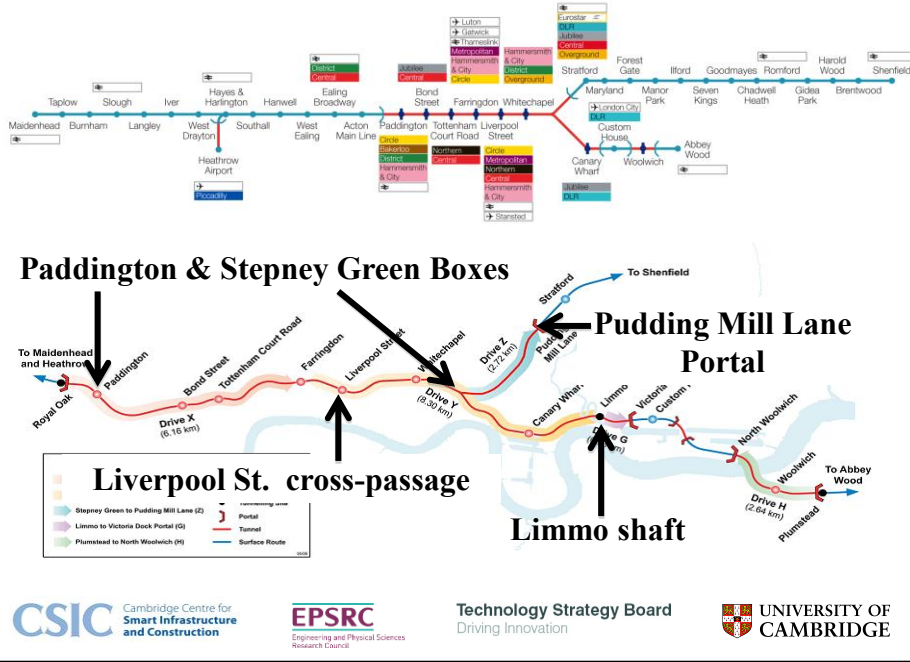 Luton
Gatwick
Thameslink
Metropolitan
Hammersmith
& City
Circle
Hammersmith
& City
District
Overground
Eurostar
DLR
Jubilee
Central
Overground
District
Central
Jubilee
Central
Stratford
Forest
Gate
Ilford
Goodmayes
Romford
Harold
Wood
Shenfield
Maryland
Manor
Park
Seven
Kings
Chadwell
Heath
Gidea
Park
Brentwood
Taplow
Slough
Iver
Hayes &
Harlington
Hanwell
Ealing
Broadway
Bond
Street
Farringdon
Whitechapel
Maidenhead
Burnham
Langley
West
Drayton
Southall
West
Ealing
Acton
Main Line
Paddington
Tottenham
Court Road
Liverpool
Street
London City
DLR
Custom
House
Canary
Wharf
Woolwich
Abbey
Wood
Jubilee
DLR
Heathrow
Airport
Piccadilly
Circle
Bakerloo
District
Hammersmith
& City
Northern
Central
Circle
Metropolitan
Northern
Central
Hammersmith
& City
Stansted
Paddington & Stepney Green Boxes
To Shenfield
Stratford
Pudding
Mill Lane
Pudding Mill Lane
Portal
To Maidenhead
and Heathrow
Royal Oak
Paddington
Bond Street
Tottenham Court Road
Farringdon
Liverpool Street
Whitechapel
Drive X
(6.16 km)
Drive Y
(8.30 km)
Drive Z
(2.72 km)
Canary Wharf
Limmo
Victoria
Custom
Drive G
North Woolwich
Woolwich
Drive H
(2.64 km)
Plumstead
To Abbey
Wood
Liverpool St. cross-passage
Limmo shaft
Stepney Green to Pudding Mill Lane (Z)
Limmo to Victoria Dock Portal (G)
Plumstead to North Woolwich (H)
Portal
Tunnel
Surface Route
CSIC
Cambridge Centre for
Smart Infrastructure
and Construction
EPSRC
Engineering and Physical Sciences
Research Council
Technology Strategy Board
Driving Innovation
UNIVERSITY OF
CAMBRIDGE